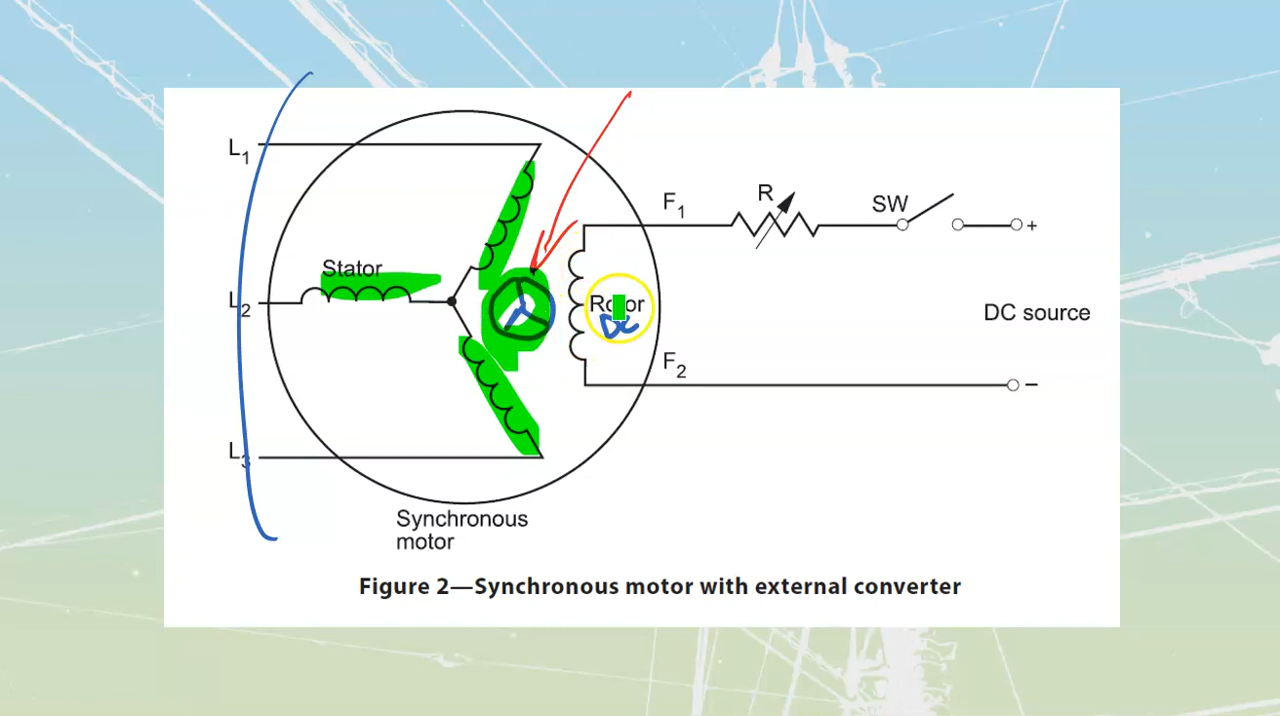 L1
L2
L3
Stator
F1
R
SW
+
Rotor
DC
DC source
F2
−
Synchronous
motor
Figure 2—Synchronous motor with external converter